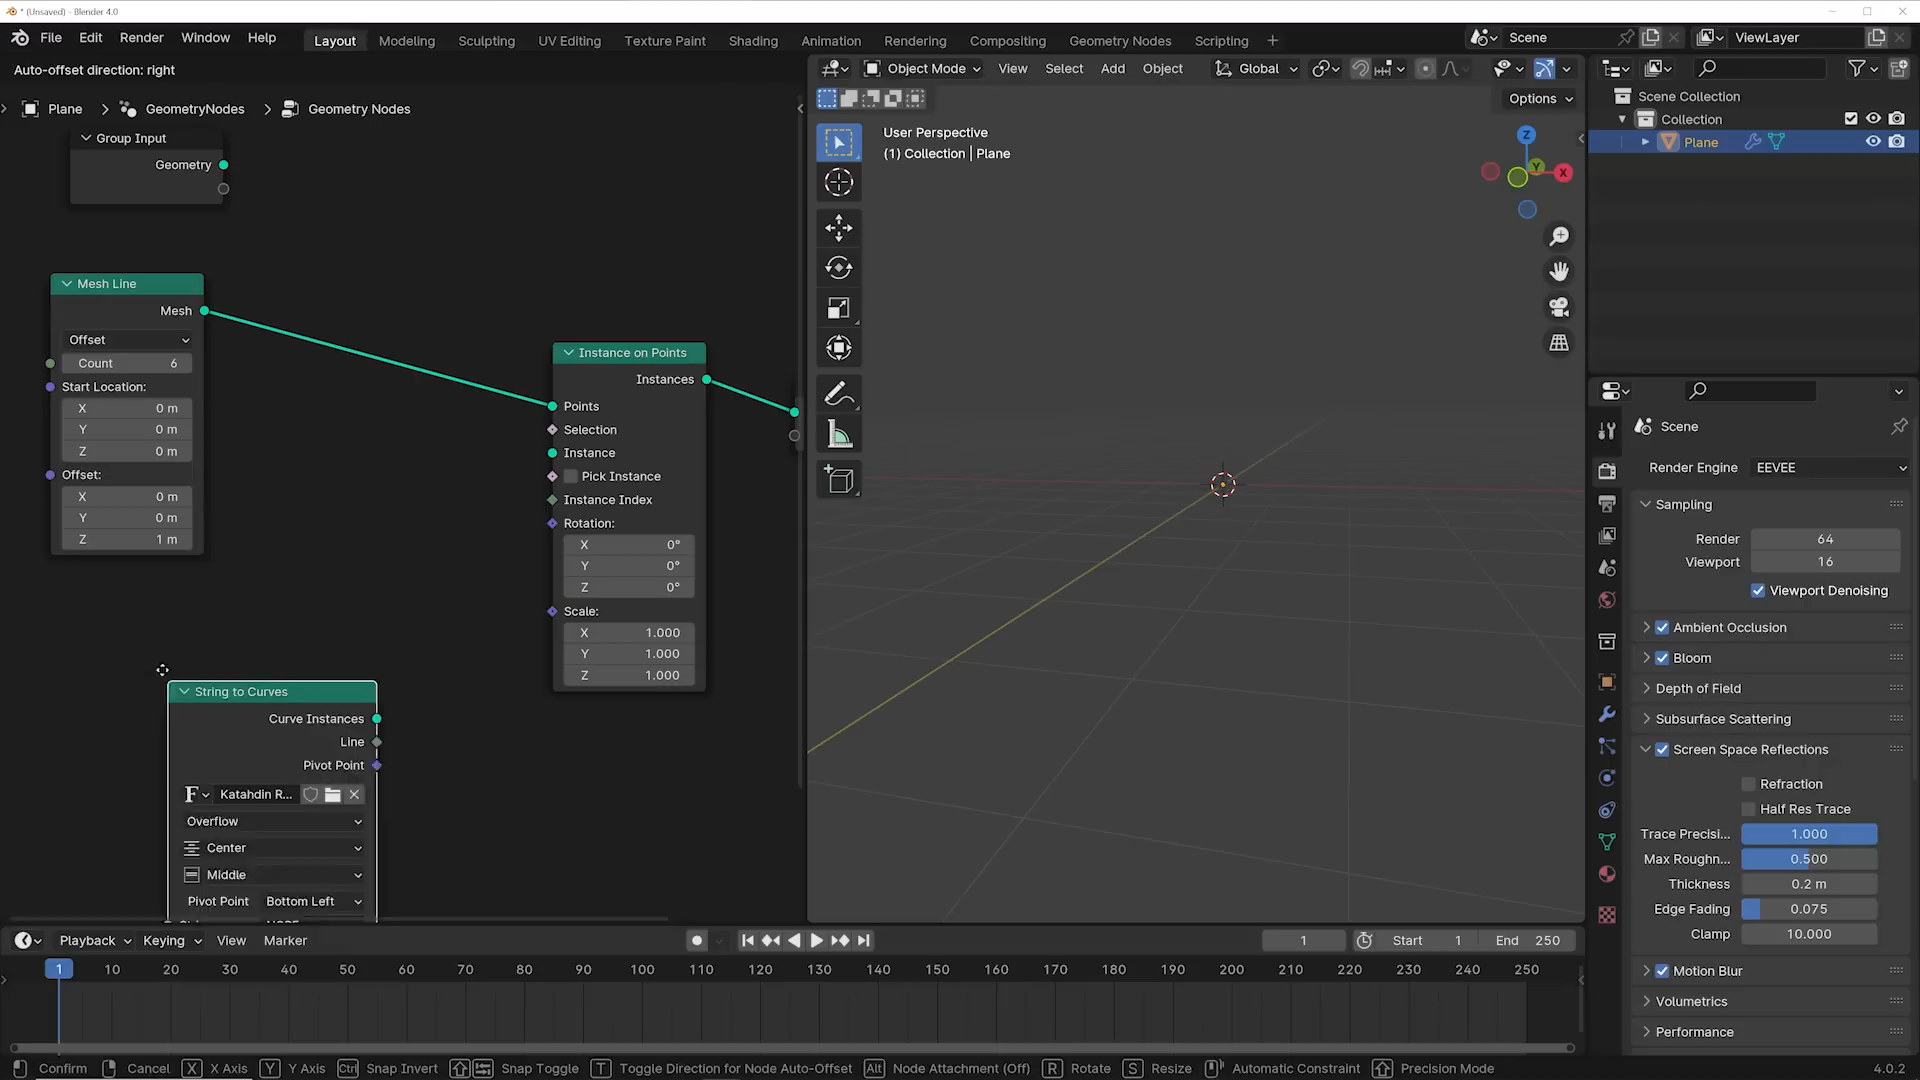 * (Unsaved) - Blender 4.0
File Edit Render Window Help
Layout Modeling Sculpting UV Editing Texture Paint Shading Animation Rendering Compositing Geometry Nodes Scripting +
Scene
ViewLayer
Auto-offset direction: right
Plane > GeometryNodes > Geometry Nodes
Group Input
Geometry
Mesh Line
Mesh
Offset
Count 6
Start Location:
X 0 m
Y 0 m
Z 0 m
Offset:
X 0 m
Y 0 m
Z 1 m
Instance on Points
Instances
Points
Selection
Instance
Pick Instance
Instance Index
Rotation:
X 0°
Y 0°
Z 0°
Scale:
X 1.000
Y 1.000
Z 1.000
String to Curves
Curve Instances
Line
Pivot Point
F Katahdin R...
Overflow
Center
Middle
Pivot Point Bottom Left
Object Mode View Select Add Object Global
Options
User Perspective
(1) Collection | Plane
Z
Y
X
Scene Collection
Collection
Plane
Scene
Render Engine EEVEE
Sampling
Render 64
Viewport 16
Viewport Denoising
Ambient Occlusion
Bloom
Depth of Field
Subsurface Scattering
Screen Space Reflections
Refraction
Half Res Trace
Trace Precisi... 1.000
Max Roughn... 0.500
Thickness 0.2 m
Edge Fading 0.075
Clamp 10.000
Motion Blur
Volumetrics
Performance
Playback Keying View Marker
1
Start 1
End 250
1 10 20 30 40 50 60 70 80 90 100 110 120 130 140 150 160 170 180 190 200 210 220 230 240 250
Confirm Cancel X X Axis Y Y Axis Ctrl Snap Invert Snap Toggle T Toggle Direction for Node Auto-Offset Alt Node Attachment (Off) R Rotate S Resize Automatic Constraint Precision Mode
4.0.2